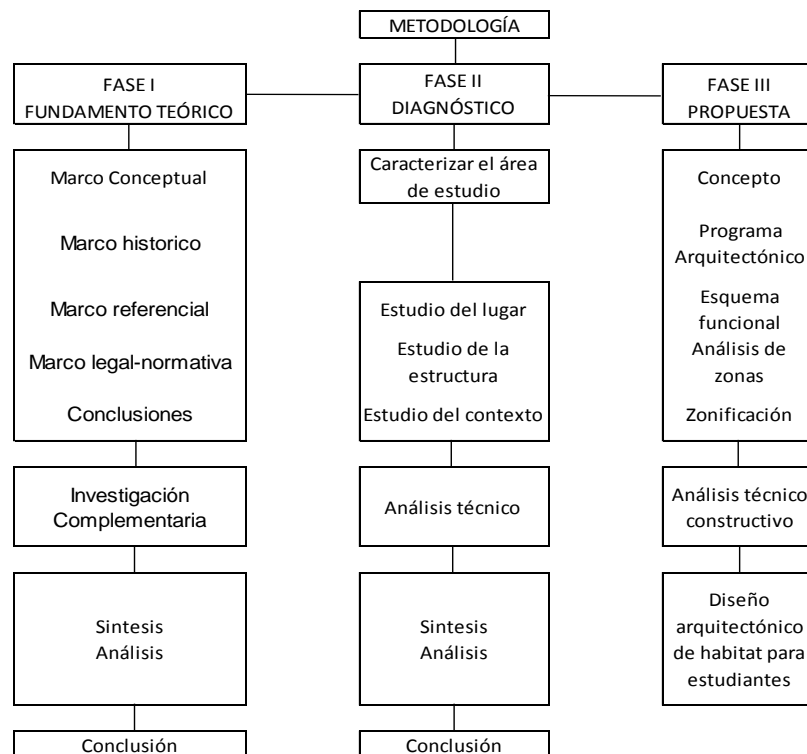 METODOLOGÍA
FASE I
FUNDAMENTO TEÓRICO
Marco Conceptual
Marco historico
Marco referencial
Marco legal-normativa
Conclusiones
Investigación
Complementaria
Sintesis
Análisis
Conclusión
FASE II
DIAGNÓSTICO
Caracterizar el área
de estudio
Estudio del lugar
Estudio de la
estructura
Estudio del contexto
Análisis técnico
Sintesis
Análisis
Conclusión
FASE III
PROPUESTA
Concepto
Programa
Arquitectónico
Esquema
funcional
Análisis de
zonas
Zonificación
Análisis técnico
constructivo
Diseño
arquitectónico
de habitat para
estudiantes